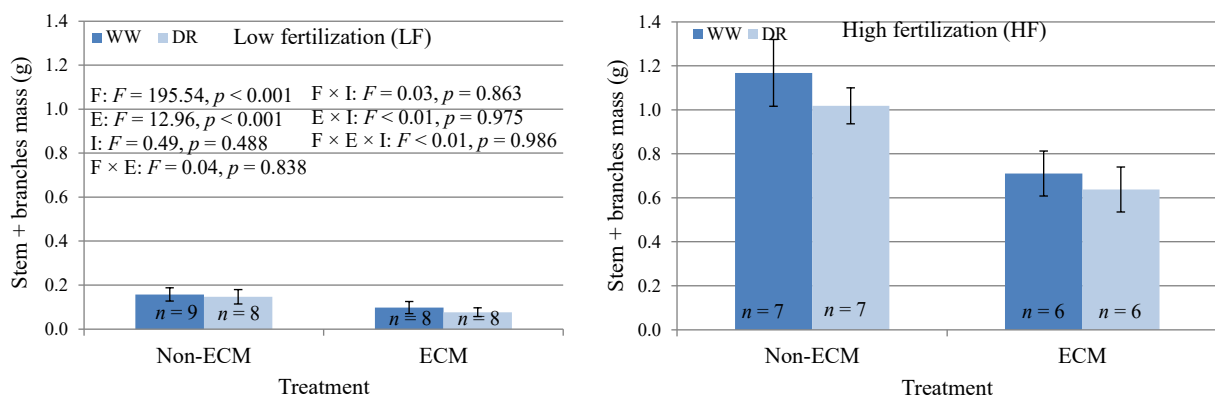 Low fertilization (LF)
WW DR
Stem + branches mass (g)
1.4
1.2
1.0
0.8
0.6
0.4
0.2
0.0
F: F = 195.54, p < 0.001
E: F = 12.96, p < 0.001
I: F = 0.49, p = 0.488
F × E: F = 0.04, p = 0.838
F × I: F = 0.03, p = 0.863
E × I: F < 0.01, p = 0.975
F × E × I: F < 0.01, p = 0.986
n = 9 n = 8 n = 8 n = 8
Non-ECM ECM
Treatment
High fertilization (HF)
WW DR
Stem + branches mass (g)
1.4
1.2
1.0
0.8
0.6
0.4
0.2
0.0
n = 7 n = 7 n = 6 n = 6
Non-ECM ECM
Treatment